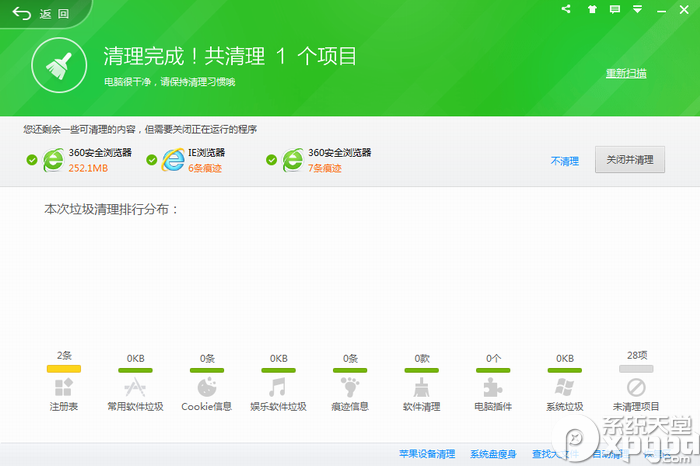 返 回
清理完成！共清理 1 个项目
电脑很干净，请保持清理习惯哦
重新扫描
您还剩余一些可清理的内容，但需要关闭正在运行的程序
360安全浏览器
252.1MB
IE浏览器
6条痕迹
360安全浏览器
7条痕迹
不清理
关闭并清理
本次垃圾清理排行分布：
2条 0KB 0条 0KB 0条 0款 0个 0KB 28项
注册表 常用软件垃圾 Cookie信息 娱乐软件垃圾 痕迹信息 软件清理 电脑插件 系统垃圾 未清理项目
苹果设备清理 系统盘瘦身 查找大 自动清
系统天堂